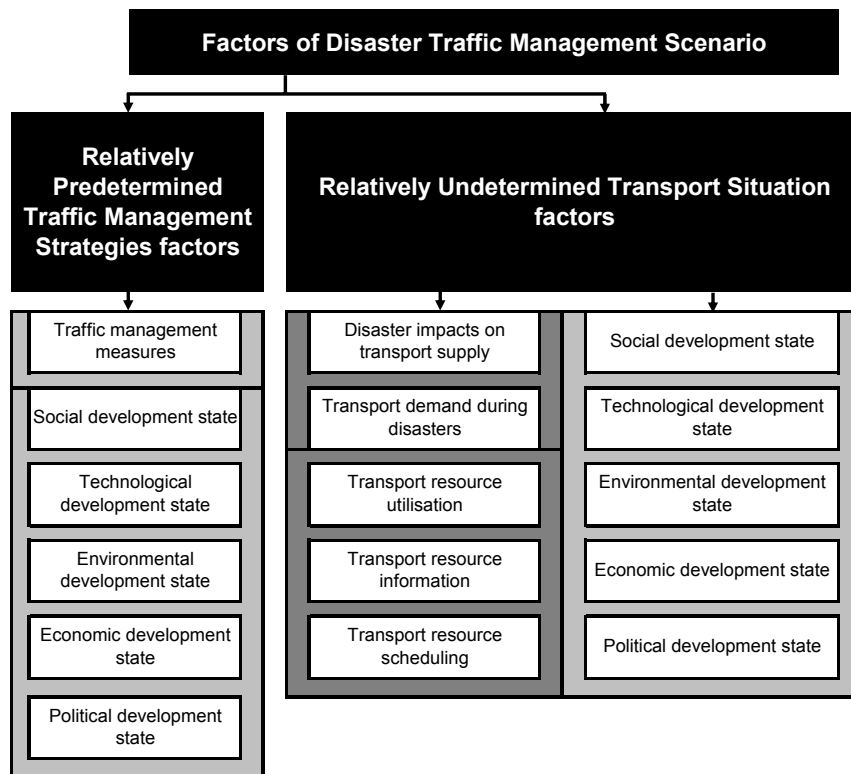 Factors of Disaster Traffic Management Scenario
Relatively
Predetermined
Traffic Management
Strategies factors
Relatively Undetermined Transport Situation
factors
Traffic management
measures
Social development state
Technological
development state
Environmental
development state
Economic development
state
Political development
state
Disaster impacts on
transport supply
Transport demand during
disasters
Transport resource
utilisation
Transport resource
information
Transport resource
scheduling
Social development state
Technological development
state
Environmental development
state
Economic development state
Political development state